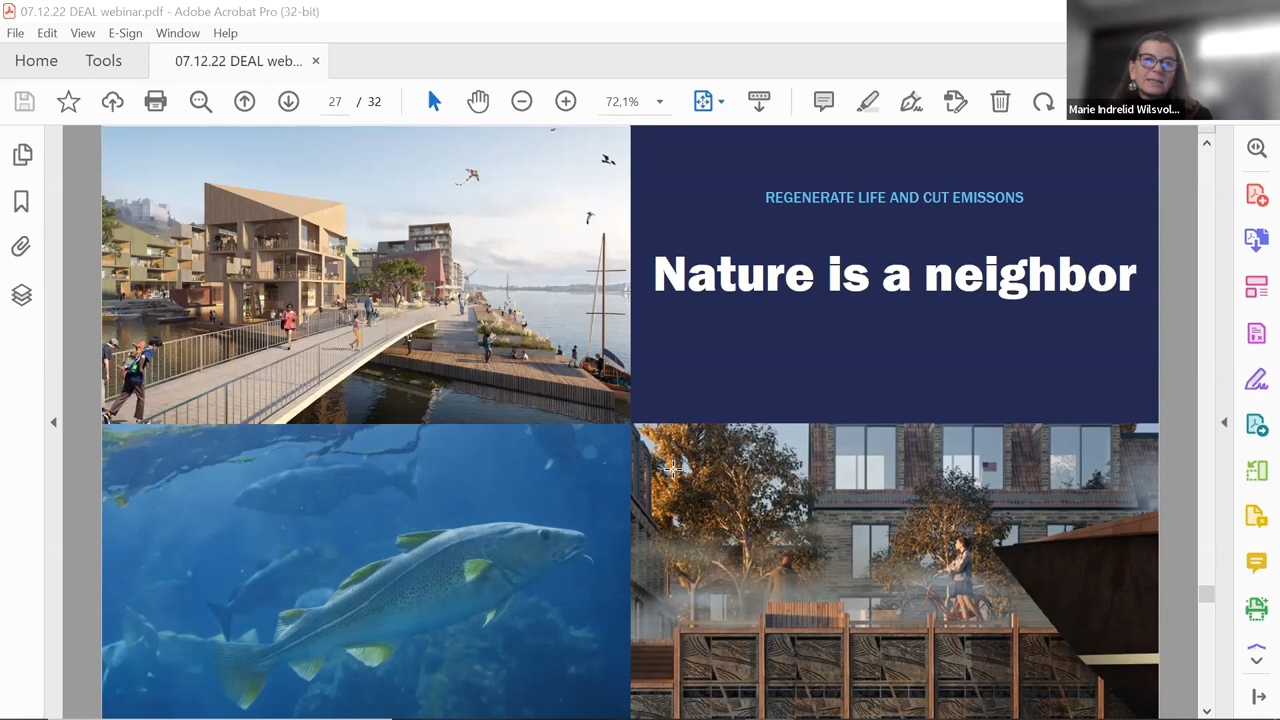 07.12.22 DEAL webinar.pdf - Adobe Acrobat Pro (32-bit)
File Edit View E-Sign Window Help
Home Tools 07.12.22 DEAL web... ×
27 / 32 72,1%
Marie Indrelid Wilsvol...
REGENERATE LIFE AND CUT EMISSONS
Nature is a neighbor